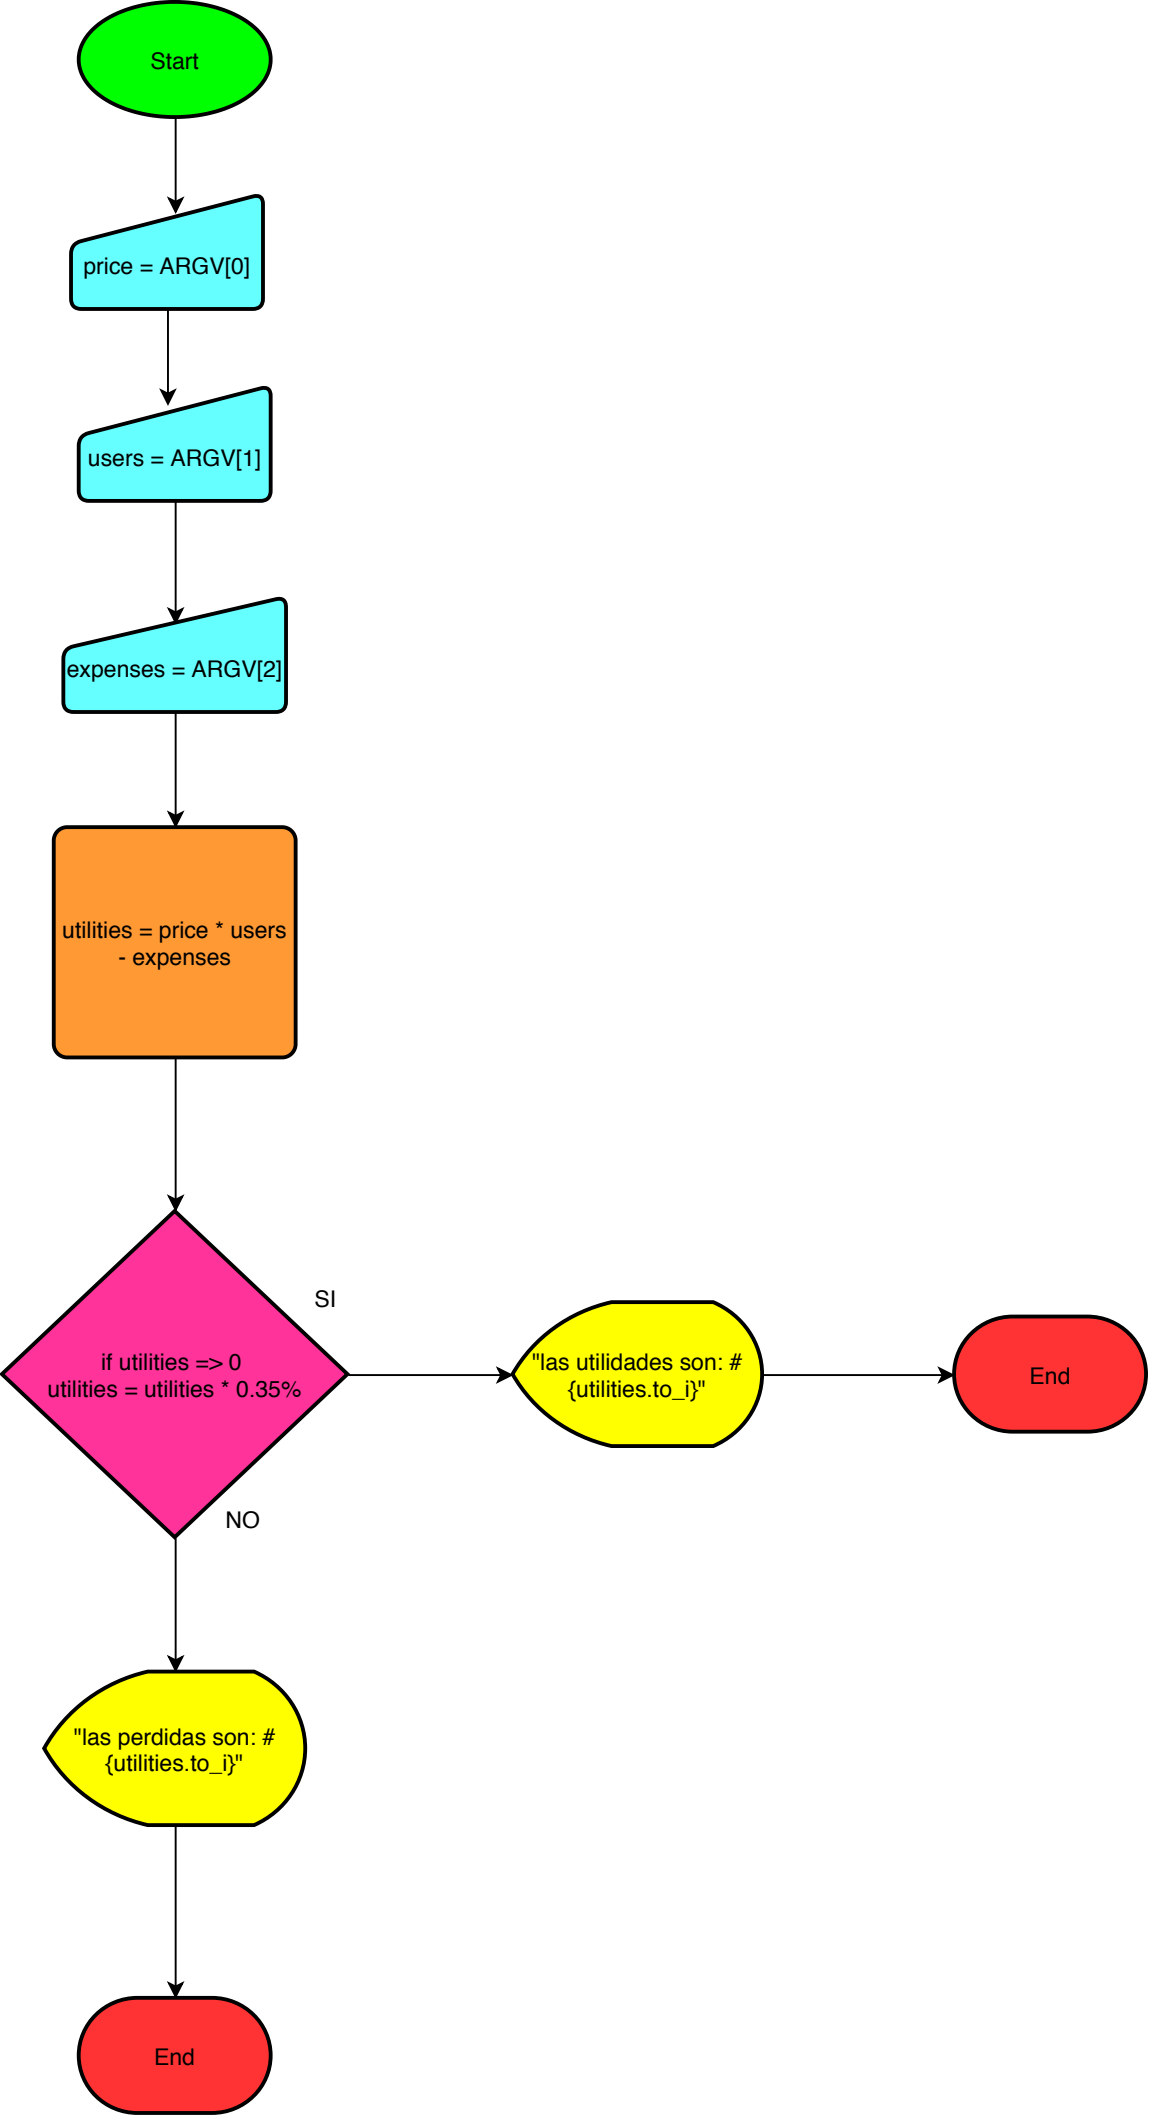 Start
price = ARGV[0]
users = ARGV[1]
expenses = ARGV[2]
utilities = price * users
- expenses
SI
if utilities => 0
utilities = utilities * 0.35%
"las utilidades son: #
{utilities.to_i}"
End
NO
"las perdidas son: #
{utilities.to_i}"
End